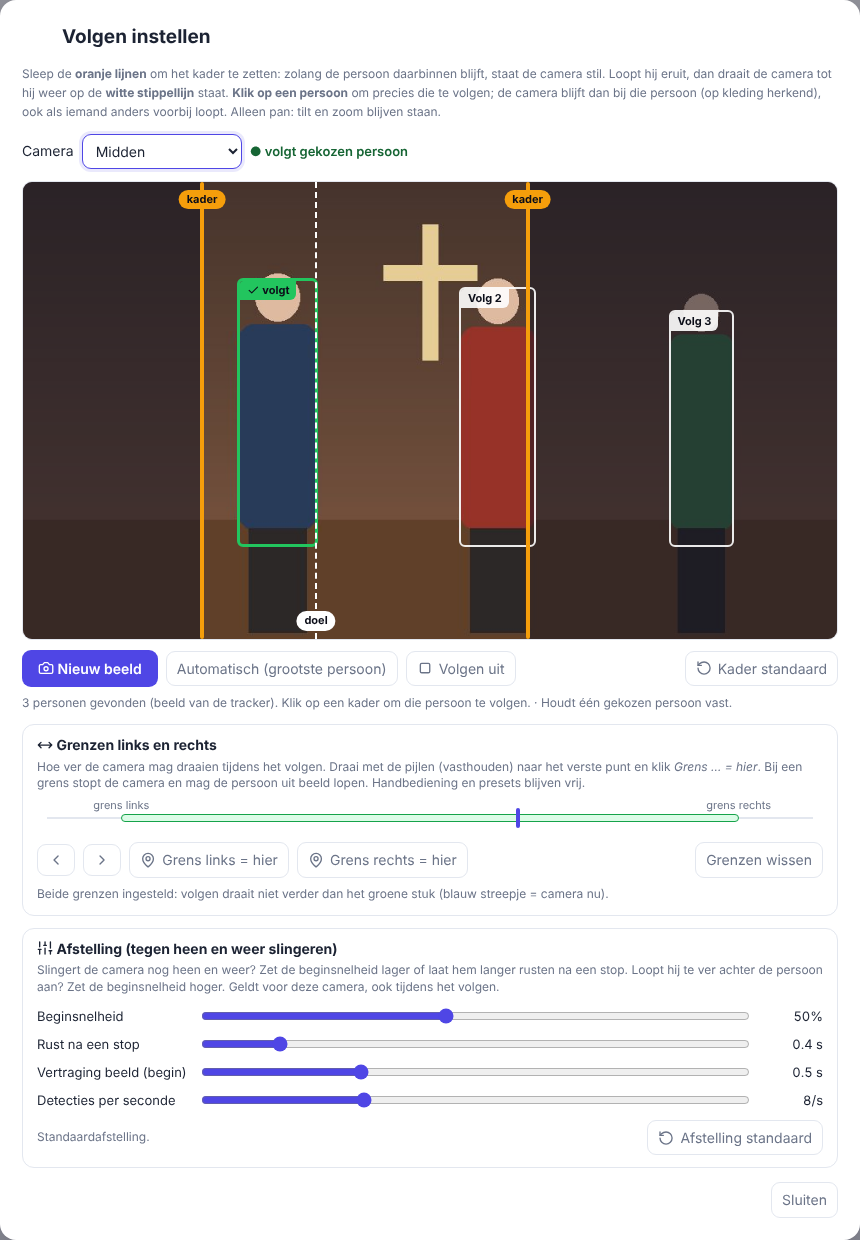 Volgen instellen
Sleep de oranje lijnen om het kader te zetten: zolang de persoon daarbinnen blijft, staat de camera stil. Loopt hij eruit, dan draait de camera tot
hij weer op de witte stippellijn staat. Klik op een persoon om precies die te volgen; de camera blijft dan bij die persoon (op kleding herkend),
ook als iemand anders voorbij loopt. Alleen pan: tilt en zoom blijven staan.
Camera Midden volgt gekozen persoon
kader kader
volgt
Volg 2
Volg 3
doel
Nieuw beeld Automatisch (grootste persoon) Volgen uit Kader standaard
3 personen gevonden (beeld van de tracker). Klik op een kader om die persoon te volgen. · Houdt één gekozen persoon vast.
Grenzen links en rechts
Hoe ver de camera mag draaien tijdens het volgen. Draai met de pijlen (vasthouden) naar het verste punt en klik Grens ... = hier. Bij een
grens stopt de camera en mag de persoon uit beeld lopen. Handbediening en presets blijven vrij.
grens links grens rechts
Grens links = hier Grens rechts = hier Grenzen wissen
Beide grenzen ingesteld: volgen draait niet verder dan het groene stuk (blauw streepje = camera nu).
Afstelling (tegen heen en weer slingeren)
Slingert de camera nog heen en weer? Zet de beginsnelheid lager of laat hem langer rusten na een stop. Loopt hij te ver achter de persoon
aan? Zet de beginsnelheid hoger. Geldt voor deze camera, ook tijdens het volgen.
Beginsnelheid 50%
Rust na een stop 0.4 s
Vertraging beeld (begin) 0.5 s
Detecties per seconde 8/s
Standaardafstelling. Afstelling standaard
Sluiten